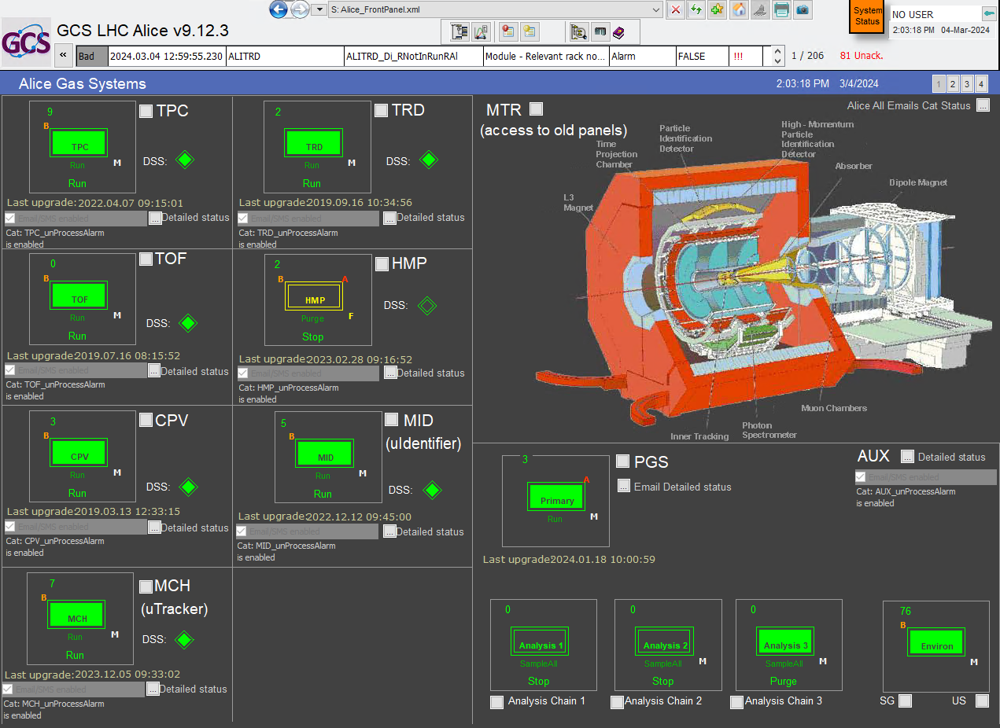 S: Alice_FrontPanel.xml
GCS
GCS LHC Alice v9.12.3
System
Status
NO USER
2:03:18 PM 04-Mar-2024
«
Bad 2024.03.04 12:59:55.230 ALITRD ALITRD_Di_RNotInRunRAl Module - Relevant rack no... Alarm FALSE !!! 1 / 206 81 Unack.
Alice Gas Systems 2:03:18 PM 3/4/2024 1 2 3 4
9
B
TPC
Run
M
Run
TPC
DSS:
Last upgrade:2022.04.07 09:15:01
Email/SMS enabled
... Detailed status
Cat: TPC_unProcessAlarm
is enabled
2
TRD
Run
M
Run
TRD
DSS:
Last upgrade2019.09.16 10:34:56
Email/SMS enabled
... Detailed status
Cat: TRD_unProcessAlarm
is enabled
0
B
TOF
Run
M
Run
TOF
DSS:
Last upgrade:2019.07.16 08:15:52
Email/SMS enabled
... Detailed status
Cat: TOF_unProcessAlarm
is enabled
2
B
A
HMP
Purge
F
Stop
HMP
DSS:
Last upgrade2023.02.28 09:16:52
Email/SMS enabled
... Detailed status
Cat: HMP_unProcessAlarm
is enabled
3
B
CPV
Run
M
Run
CPV
DSS:
Last upgrade:2019.03.13 12:33:15
Email/SMS enabled
... Detailed status
Cat: CPV_unProcessAlarm
is enabled
5
B
MID
Run
M
Run
MID
(uIdentifier)
DSS:
Last upgrade2022.12.12 09:45:00
Email/SMS enabled
... Detailed status
Cat: MID_unProcessAlarm
is enabled
7
B
MCH
Run
M
Run
MCH
(uTracker)
DSS:
Last upgrade:2023.12.05 09:33:02
Email/SMS enabled
... Detailed status
Cat: MCH_unProcessAlarm
is enabled
MTR
(access to old panels)
Alice All Emails Cat Status ...
Time
Projection
Chamber
Particle
Identification
Detector
High - Momentum
Particle
Identification
Detector
Absorber
Dipole Magnet
L3
Magnet
Muon Chambers
Photon
Spectrometer
Inner Tracking
3
A
Primary
Run
M
PGS
... Email Detailed status
Last upgrade2024.01.18 10:00:59
AUX ... Detailed status
Email/SMS enabled
Cat: AUX_unProcessAlarm
is enabled
0
Analysis 1
SampleAll
Stop
Analysis Chain 1
0
Analysis 2
SampleAll
M
Stop
Analysis Chain 2
0
Analysis 3
SampleAll
M
Purge
Analysis Chain 3
76
B
Environ
M
SG US